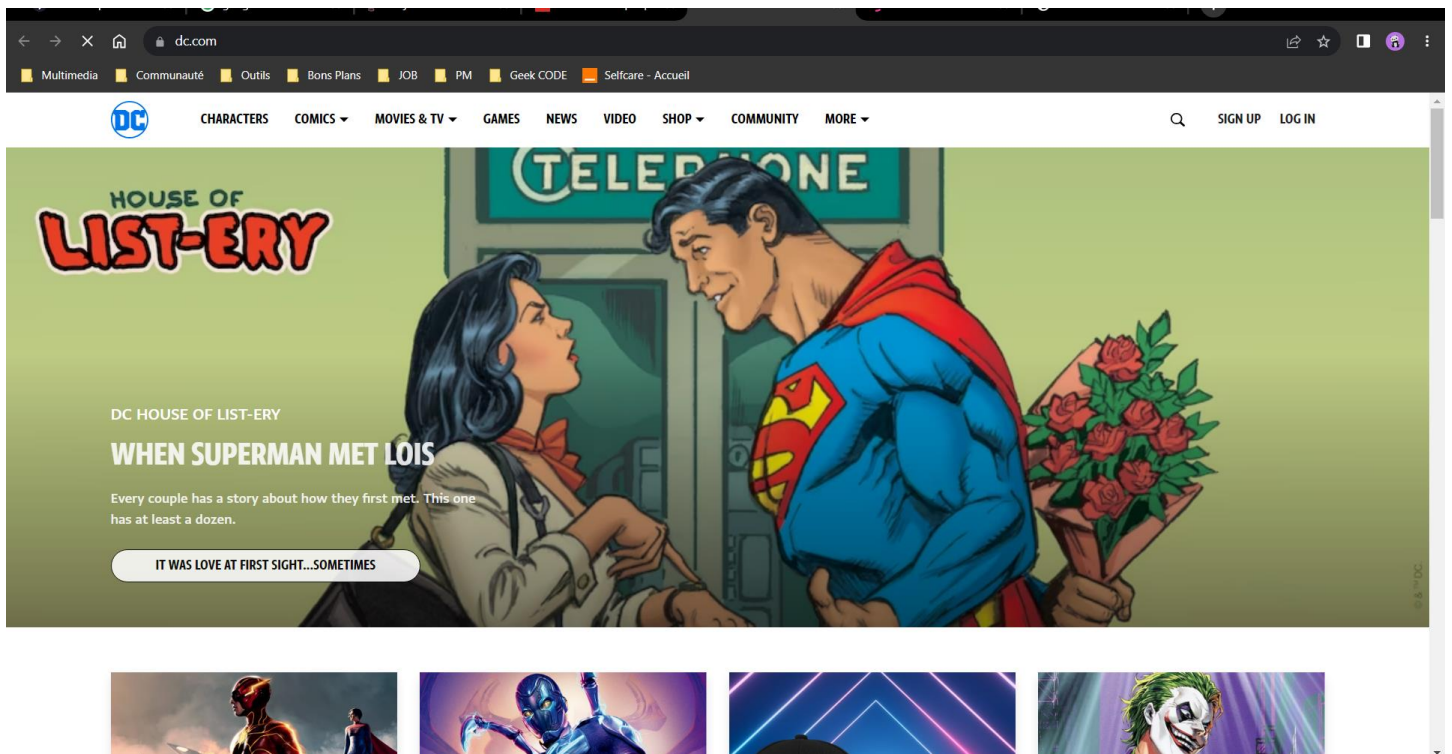 dc.com
Multimedia Communauté Outils Bons Plans JOB PM Geek CODE Selfcare - Accueil
DC CHARACTERS COMICS MOVIES & TV GAMES NEWS VIDEO SHOP COMMUNITY MORE SIGN UP LOG IN
TELEPHONE
HOUSE OF
LIST-ERY
DC HOUSE OF LIST-ERY
WHEN SUPERMAN MET LOIS
Every couple has a story about how they first met. This one
has at least a dozen.
IT WAS LOVE AT FIRST SIGHT...SOMETIMES
© & ™ DC.